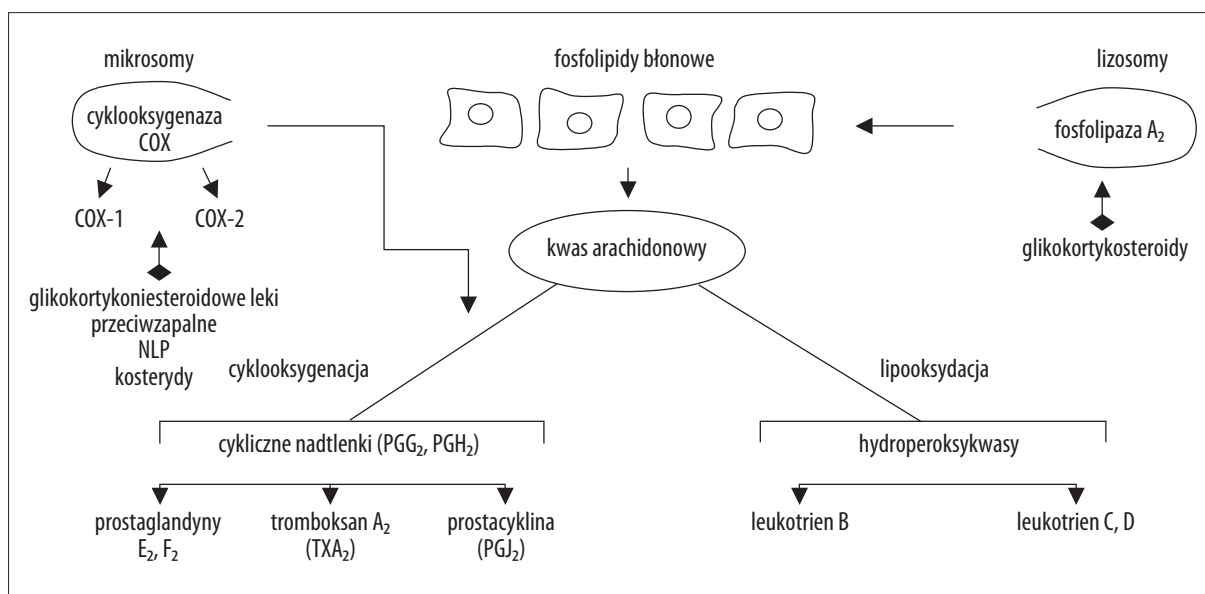 mikrosomy
fosfolipidy błonowe
lizosomy
cyklooksygenaza
COX
fosfolipaza A₂
COX-1
COX-2
kwas arachidonowy
glikokortykosteroidy
glikokortykoniesteroidowe leki
przeciwzapalne
NLP
kosterydy
cyklooksygenacja
lipooksydacja
cykliczne nadtlenki (PGG₂, PGH₂)
hydroperoksykwasy
prostaglandyny
E₂, F₂
tromboksan A₂
(TXA₂)
prostacyklina
(PGJ₂)
leukotrien B
leukotrien C, D